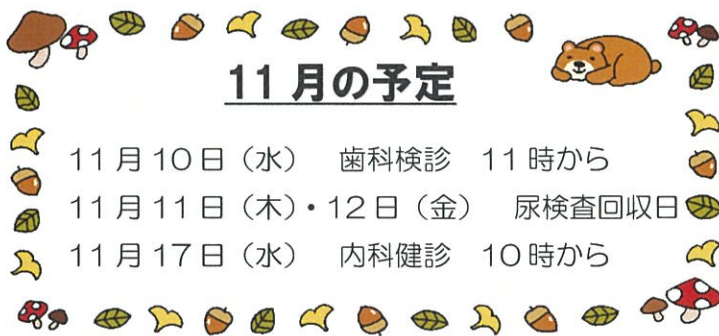 11月の予定
11月10日（水）　歯科検診　11時から
11月11日（木）・12日（金）　尿検査回収日
11月17日（水）　内科健診　10時から